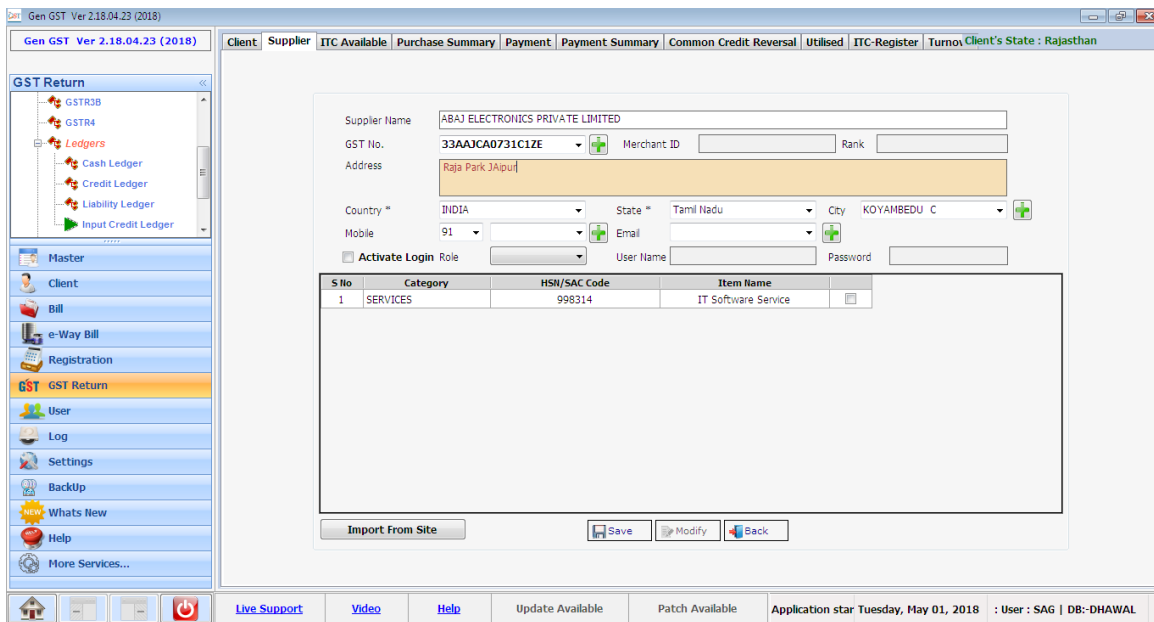 GST Gen GST Ver 2.18.04.23 (2018)
Gen GST Ver 2.18.04.23 (2018)
Client Supplier ITC Available Purchase Summary Payment Payment Summary Common Credit Reversal Utilised ITC-Register Turnov Client's State : Rajasthan
GST Return «
GSTR3B
GSTR4
Ledgers
Cash Ledger
Credit Ledger
Liability Ledger
Input Credit Ledger
Master
Client
Bill
e-Way Bill
Registration
GST GST Return
User
Log
Settings
BackUp
NEW Whats New
Help
More Services...
Supplier Name ABAJ ELECTRONICS PRIVATE LIMITED
GST No. 33AAJCA0731C1ZE Merchant ID Rank
Address Raja Park JAipur
Country * INDIA State * Tamil Nadu City KOYAMBEDU C
Mobile 91 Email
Activate Login Role User Name Password
S No Category HSN/SAC Code Item Name
1 SERVICES 998314 IT Software Service
Import From Site Save Modify Back
Live Support Video Help Update Available Patch Available Application star Tuesday, May 01, 2018 : User : SAG | DB:-DHAWAL